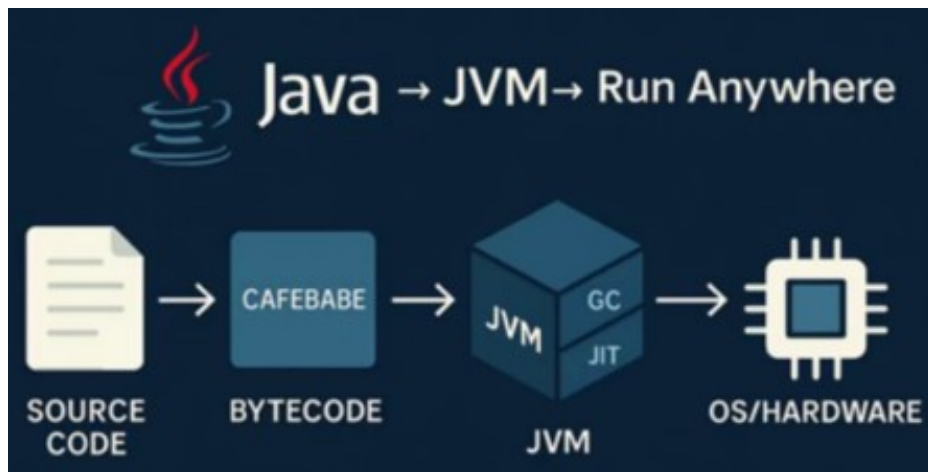 Java → JVM → Run Anywhere
CAFEBABE
JVM
GC
JIT
SOURCE
CODE
BYTECODE
JVM
OS/HARDWARE